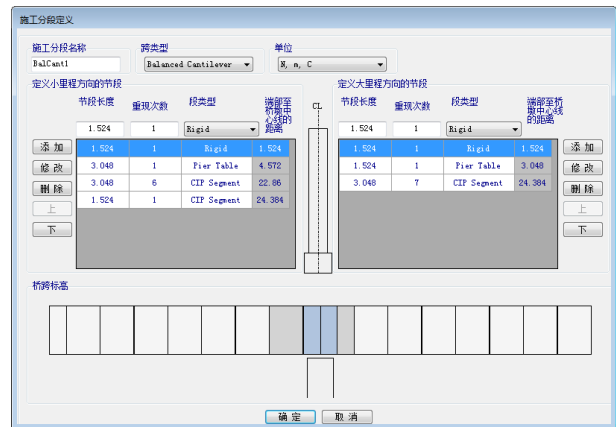 施工分段定义
施工分段名称 跨类型 单位
BalCant1 Balanced Cantilever N, m, C
定义小里程方向的节段 定义大里程方向的节段
节段长度 重现次数 段类型 端部至桥墩中心线的距离 CL 节段长度 重现次数 段类型 端部至桥墩中心线的距离
1.524 1 Rigid 1.524 1 Rigid
添加 1.524 1 Rigid 1.524 1.524 1 Rigid 1.524 添加
修改 3.048 1 Pier Table 4.572 1.524 1 Pier Table 3.048 修改
删除 3.048 6 CIP Segment 22.86 3.048 7 CIP Segment 24.384 删除
上 1.524 1 CIP Segment 24.384 上
下 下
桥跨标高
确定 取消